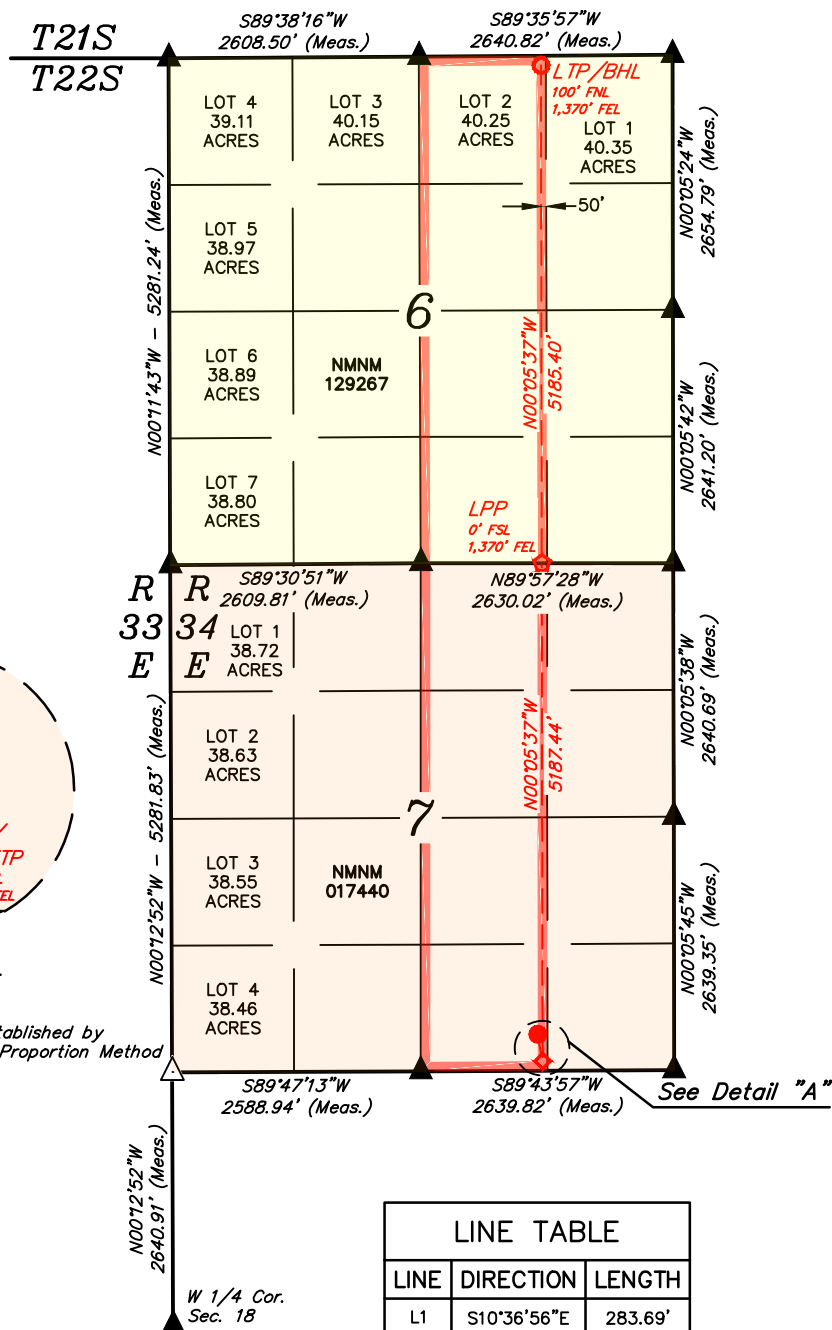 T21S
T22S
S89°38'16"W
2608.50' (Meas.)
S89°35'57"W
2640.82' (Meas.)
LOT 4
39.11
ACRES
LOT 3
40.15
ACRES
LOT 2
40.25
ACRES
LTP/BHL
100' FNL
1,370' FEL
LOT 1
40.35
ACRES
N00°05'24"W
2654.79' (Meas.)
50'
LOT 5
38.97
ACRES
N00°11'43"W - 5281.24' (Meas.)
6
LOT 6
38.89
ACRES
NMNM
129267
N00°05'37"W
5185.40'
N00°05'42"W
2641.20' (Meas.)
LOT 7
38.80
ACRES
LPP
0' FSL
1,370' FEL
S89°30'51"W
2609.81' (Meas.)
N89°57'28"W
2630.02' (Meas.)
R R
33 34
E E
LOT 1
38.72
ACRES
N00°05'38"W
2640.69' (Meas.)
LOT 2
38.63
ACRES
N00°05'37"W
5187.44'
N00°12'52"W - 5281.83' (Meas.)
7
LOT 3
38.55
ACRES
NMNM
017440
TP
N00°05'45"W
2639.35' (Meas.)
LOT 4
38.46
ACRES
tablished by
Proportion Method
S89°47'13"W
2588.94' (Meas.)
S89°43'57"W
2639.82' (Meas.)
See Detail "A"
N00°12'52"W
2640.91' (Meas.)
W 1/4 Cor.
Sec. 18
LINE TABLE
LINE DIRECTION LENGTH
L1 S10°36'56"E 283.69'